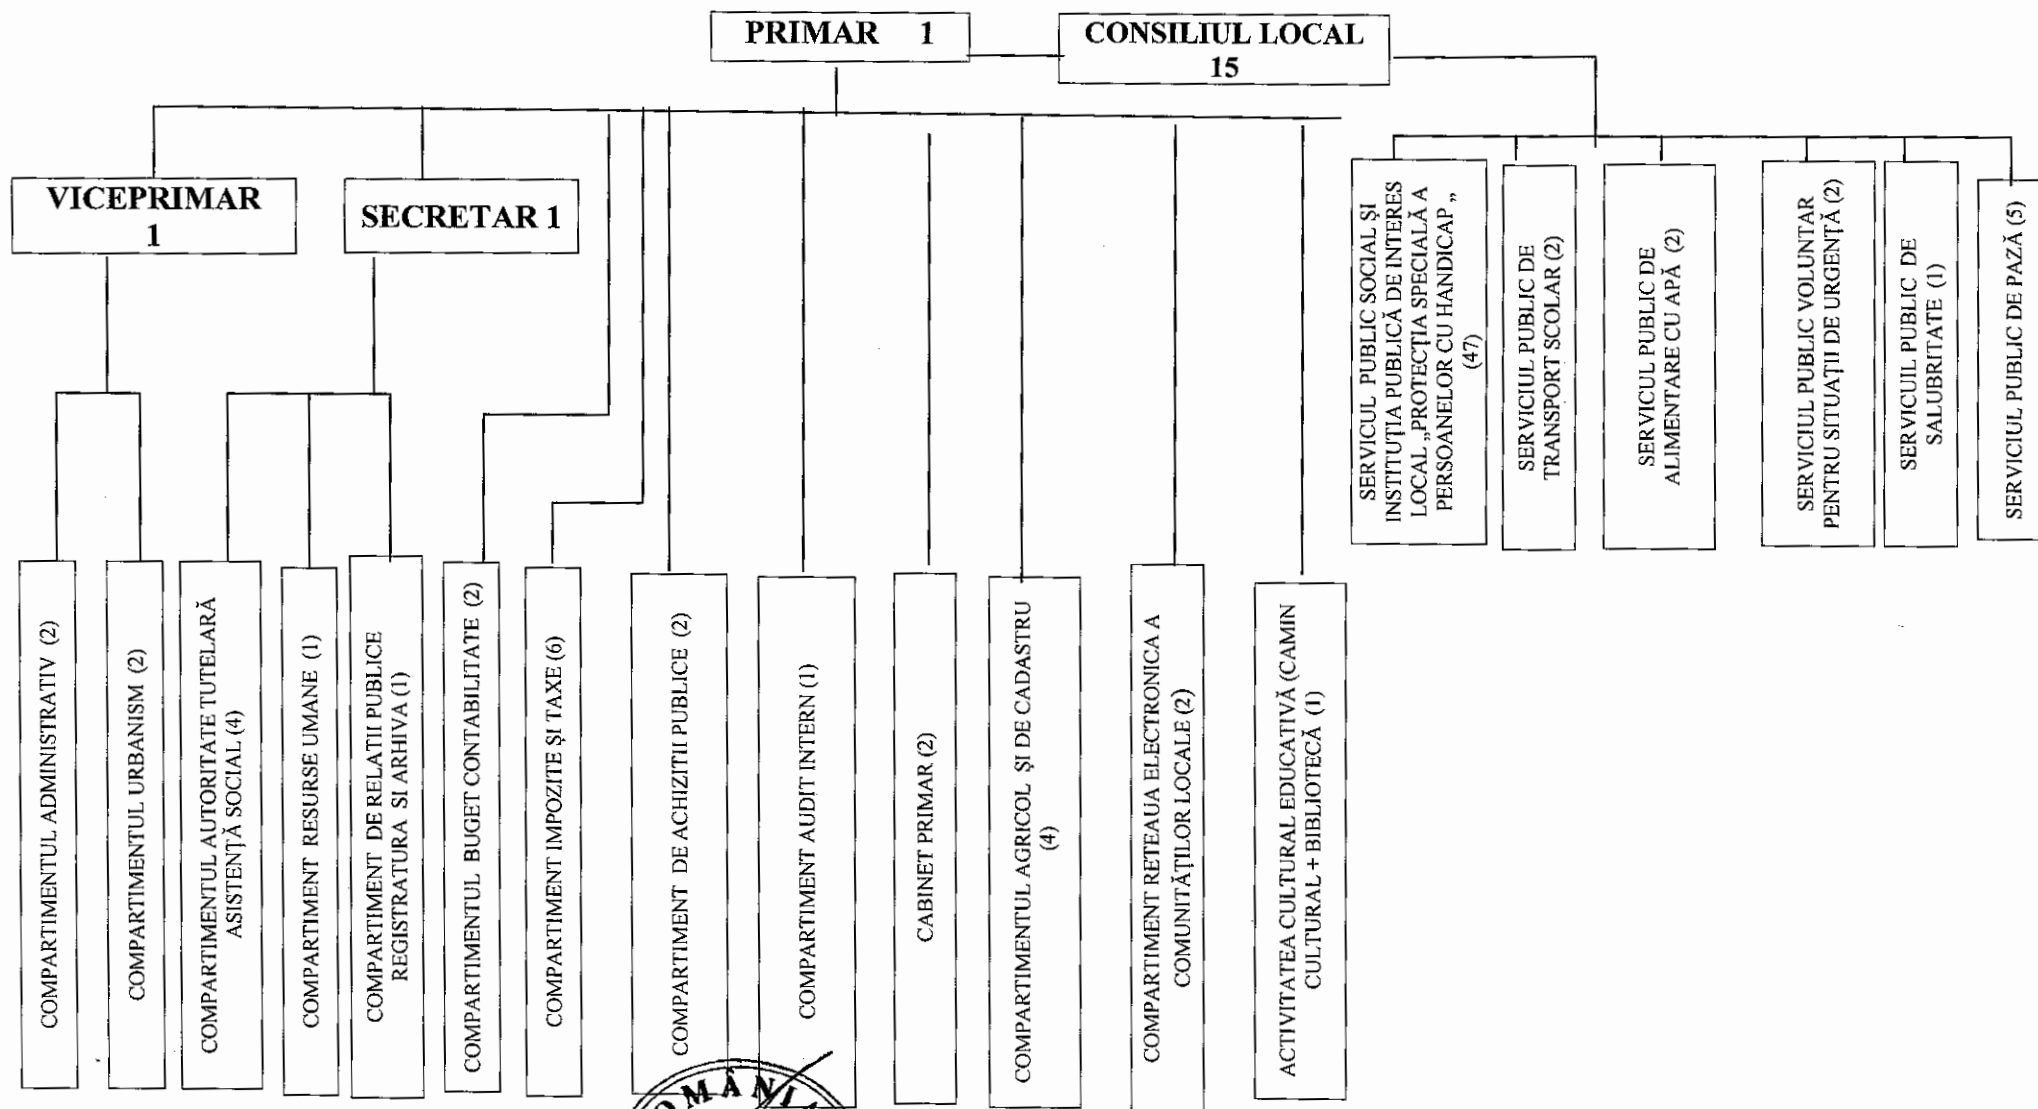 PRIMAR 1
CONSILIUL LOCAL
15
VICEPRIMAR
1
SECRETAR 1
SERVICUL PUBLIC SOCIAL ȘI
INSTITUȚIA PUBLICĂ DE INTERES
LOCAL „PROTECȚIA SPECIALĂ A
PERSOANELOR CU HANDICAP „
(47)
SERVICIUL PUBLIC DE
TRANSPORT SCOLAR (2)
SERVICUL PUBLIC DE
ALIMENTARE CU APĂ (2)
SERVICIUL PUBLIC VOLUNTAR
PENTRU SITUAȚII DE URGENȚĂ (2)
SERVICUIL PUBLIC DE
SALUBRITATE (1)
SERVICIUL PUBLIC DE PAZĂ (5)
COMPARTIMENTUL ADMINISTRATIV (2)
COMPARTIMENTUL URBANISM (2)
COMPARTIMENTUL AUTORITATE TUTELARĂ
ASISTENȚĂ SOCIAL (4)
COMPARTIMENT RESURSE UMANE (1)
COMPARTIMENT DE RELATII PUBLICE
REGISTRATURA SI ARHIVA (1)
COMPARTIMENTUL BUGET CONTABILITATE (2)
COMPARTIMENT IMPOZITE ȘI TAXE (6)
COMPARTIMENT DE ACHIZITII PUBLICE (2)
COMPARTIMENT AUDIT INTERN (1)
CABINET PRIMAR (2)
COMPARTIMENTUL AGRICOL ȘI DE CADASTRU
(4)
COMPARTIMENT RETEAUA ELECTRONICA A
COMUNITĂȚILOR LOCALE (2)
ACTIVITATEA CULTURAL EDUCATIVĂ (CAMIN
CULTURAL + BIBLIOTECĂ (1)
ROMÂNIA